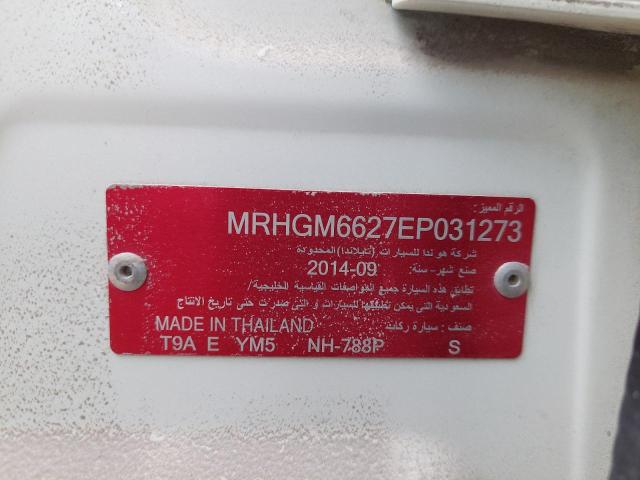 الرقم المميز:
MRHGM6627EP031273
شركة هوندا للسيارات (تايلاند) المحدودة
صنع شهر- سنة: 2014-09
تطابق هذه السيارة جميع المواصفات القياسية الخليجية/
السعودية التي يمكن تطبيقها للسيارات و التي صدرت حتى تاريخ الانتاج
صنف : سيارة ركاب
MADE IN THAILAND
T9A E YM5 NH-788P S